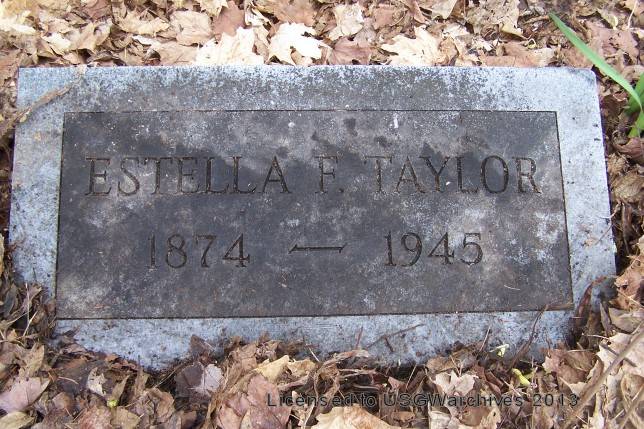 ESTELLA F. TAYLOR
1874 — 1945
Licensed to USGWarchives 2013